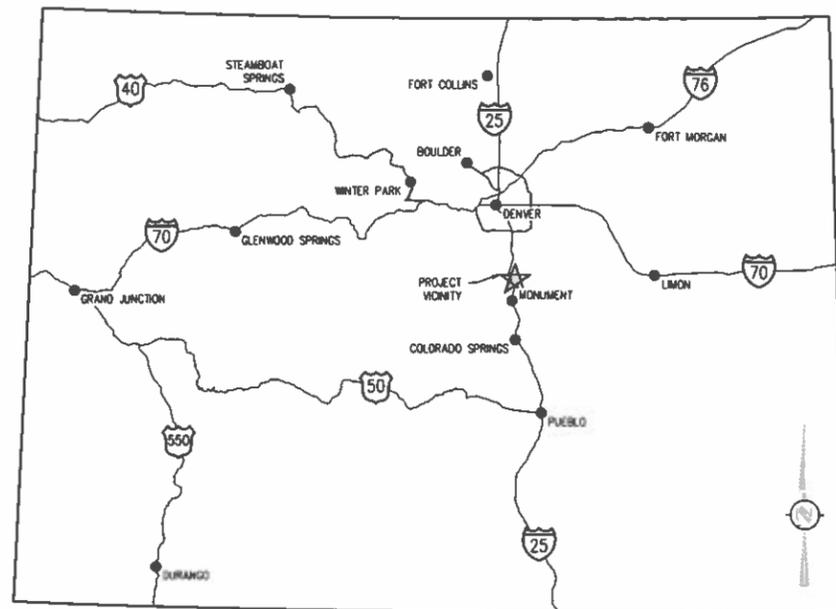 STEAMBOAT
SPRINGS
40
FORT COLLINS
76
25
FORT MORGAN
BOULDER
WINTER PARK
DENVER
70
GLENWOOD SPRINGS
PROJECT
VICINITY
MONUMENT
LIMON
70
GRAND JUNCTION
COLORADO SPRINGS
50
PUEBLO
550
25
DURANGO
N